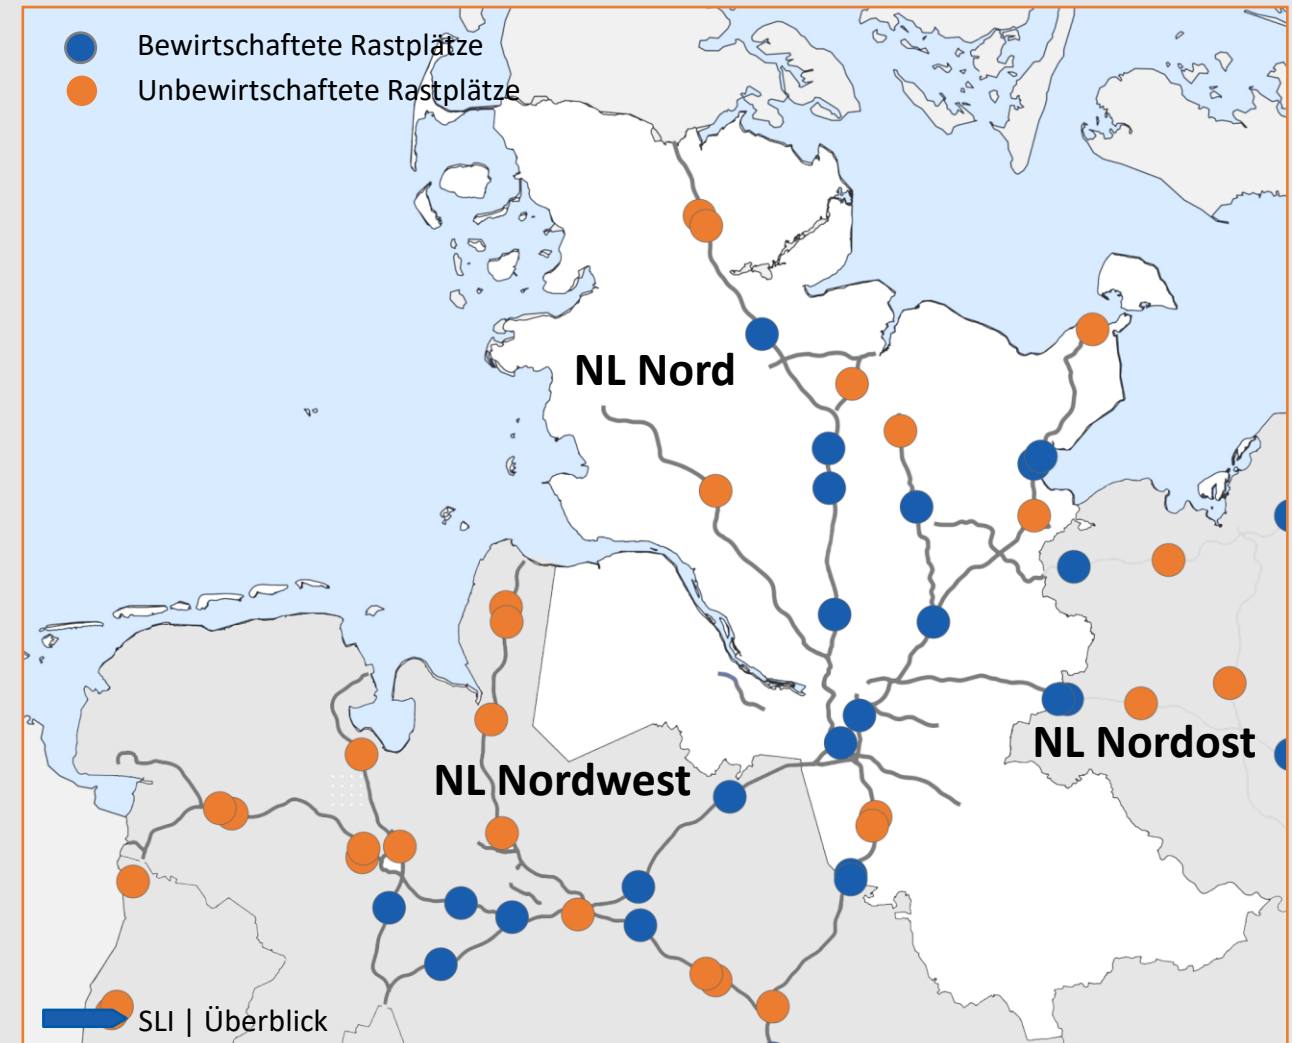 Bewirtschaftete Rastplätze
Unbewirtschaftete Rastplätze
NL Nord
NL Nordost
NL Nordwest
SLI | Überblick